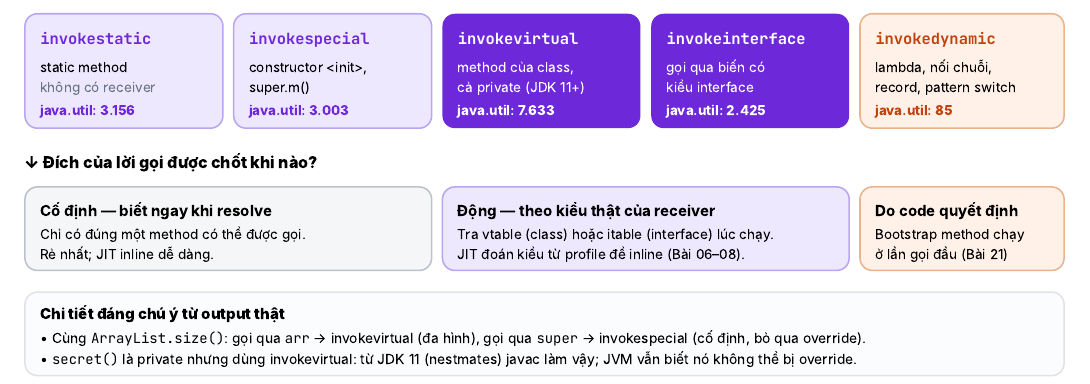 invokestatic
static method
không có receiver
java.util: 3.156
invokespecial
constructor <init>,
super.m()
java.util: 3.003
invokevirtual
method của class,
cả private (JDK 11+)
java.util: 7.633
invokeinterface
gọi qua biến có
kiểu interface
java.util: 2.425
invokedynamic
lambda, nối chuỗi,
record, pattern switch
java.util: 85
↓ Đích của lời gọi được chốt khi nào?
Cố định — biết ngay khi resolve
Chỉ có đúng một method có thể được gọi.
Rẻ nhất; JIT inline dễ dàng.
Động — theo kiểu thật của receiver
Tra vtable (class) hoặc itable (interface) lúc chạy.
JIT đoán kiểu từ profile để inline (Bài 06–08).
Do code quyết định
Bootstrap method chạy
ở lần gọi đầu (Bài 21)
Chi tiết đáng chú ý từ output thật
• Cùng ArrayList.size(): gọi qua arr → invokevirtual (đa hình), gọi qua super → invokespecial (cố định, bỏ qua override).
• secret() là private nhưng dùng invokevirtual: từ JDK 11 (nestmates) javac làm vậy; JVM vẫn biết nó không thể bị override.